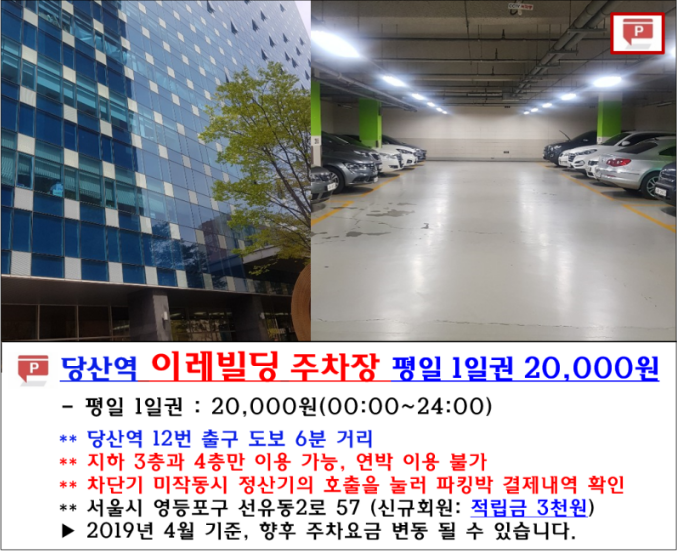 P
P 당산역 이레빌딩 주차장 평일 1일권 20,000원
- 평일 1일권 : 20,000원(00:00~24:00)
** 당산역 12번 출구 도보 6분 거리
** 지하 3층과 4층만 이용 가능, 연박 이용 불가
** 차단기 미작동시 정산기의 호출을 눌러 파킹박 결제내역 확인
** 서울시 영등포구 선유동2로 57 (신규회원: 적립금 3천원)
▶ 2019년 4월 기준, 향후 주차요금 변동 될 수 있습니다.